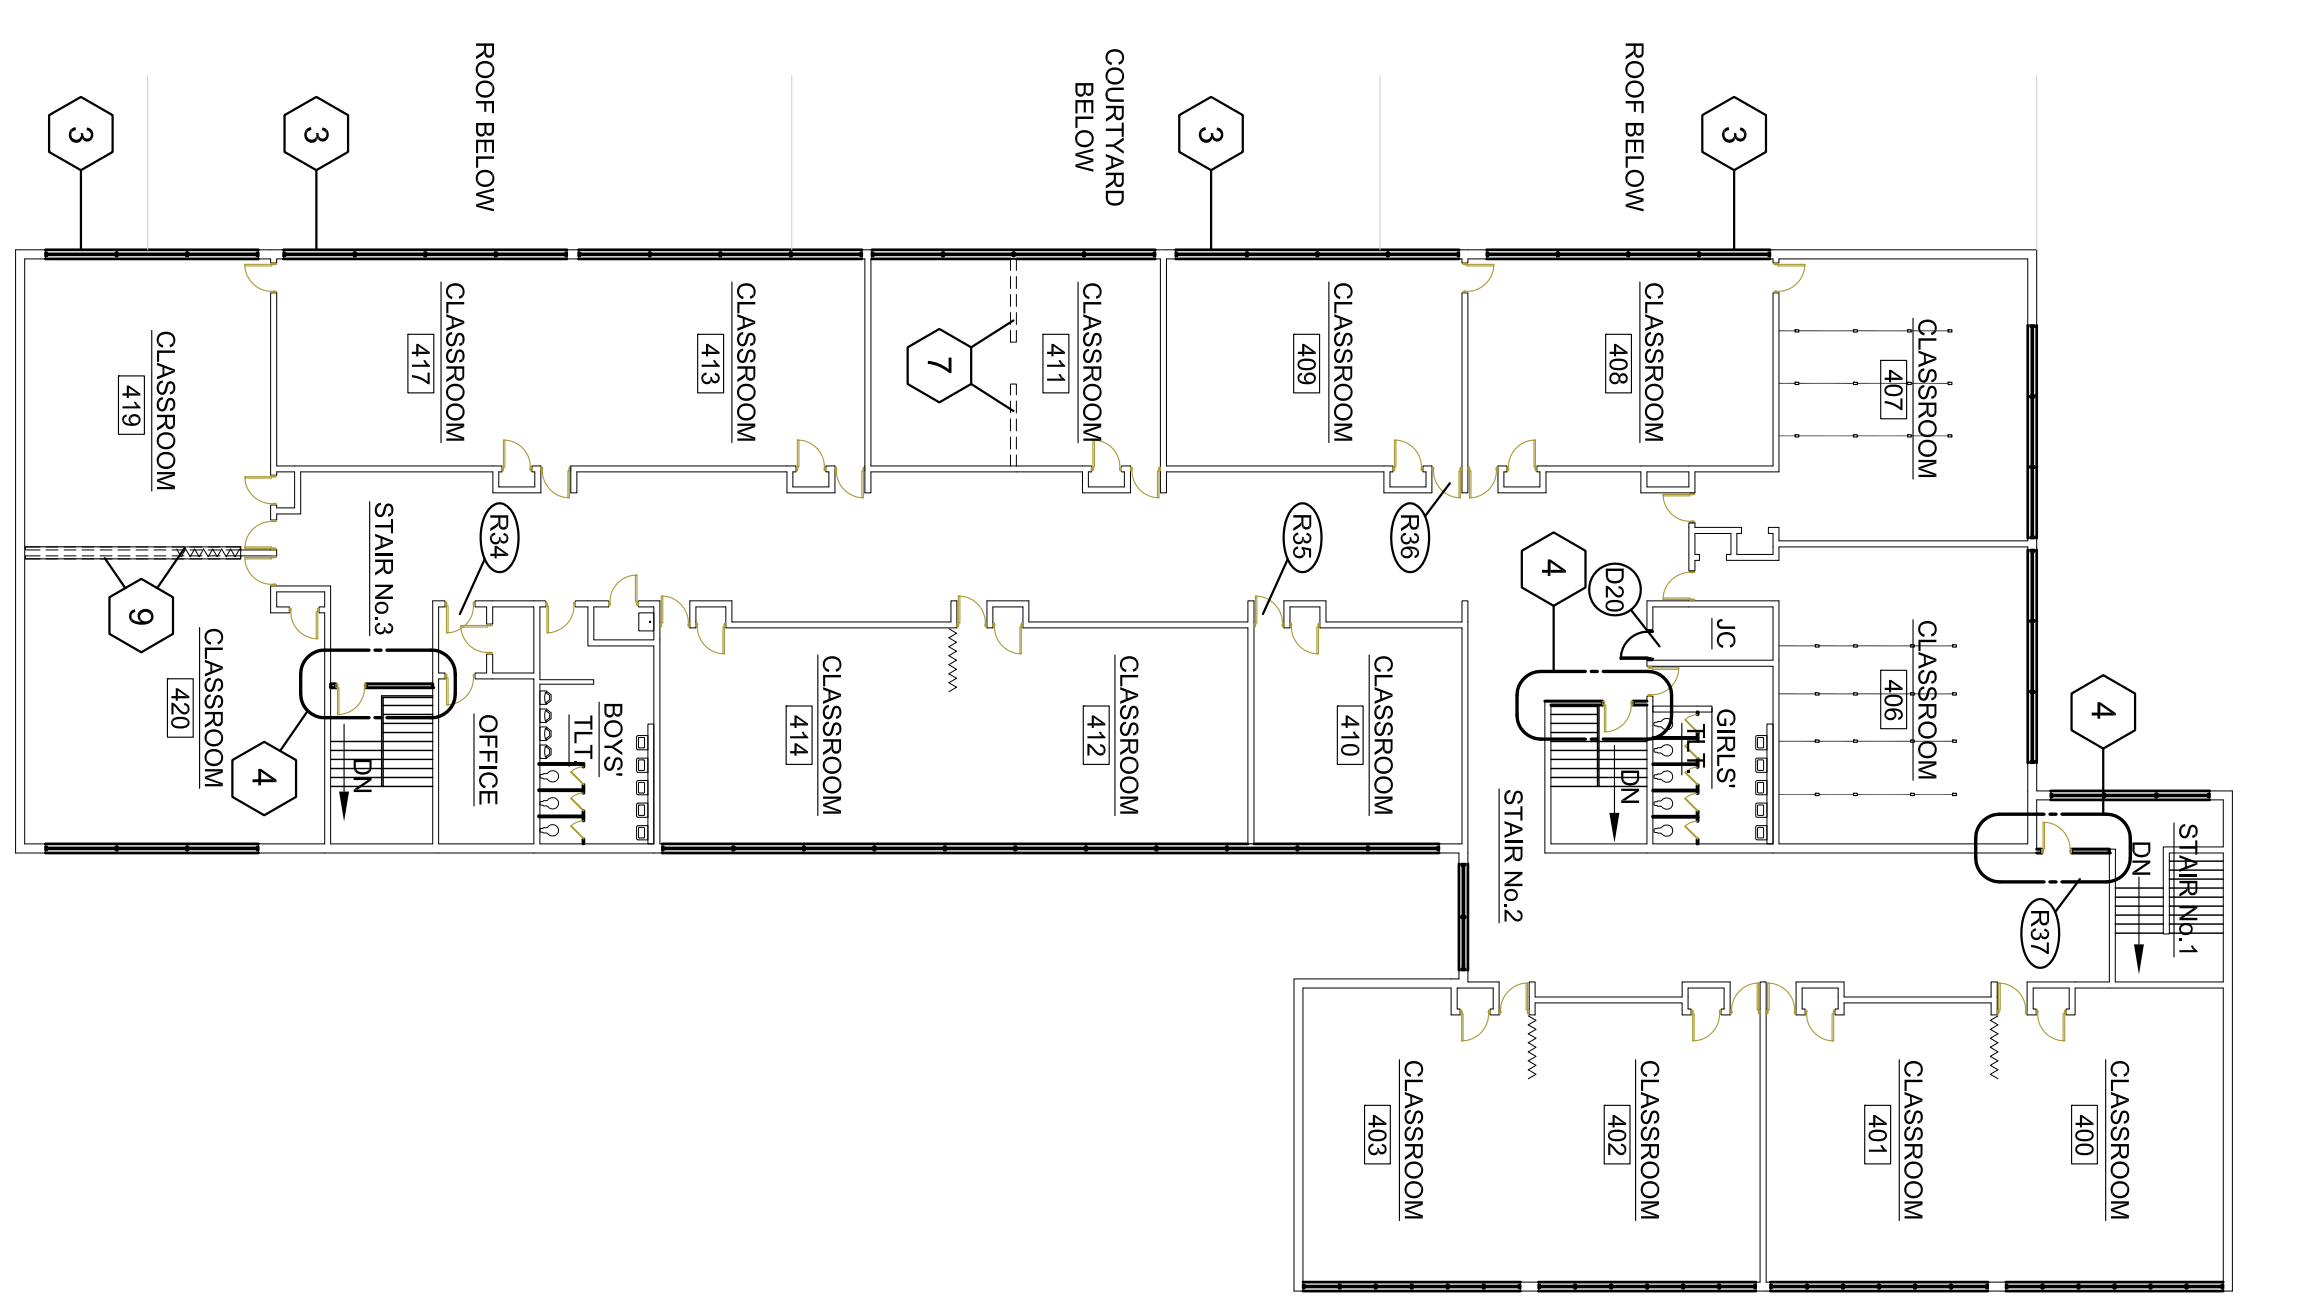 ROOF BELOW
COURTYARD
BELOW
ROOF BELOW
3
3
3
3
CLASSROOM
419
CLASSROOM
417
CLASSROOM
413
7
CLASSROOM
411
CLASSROOM
409
CLASSROOM
408
CLASSROOM
407
STAIR No.3
R34
R35
R36
4
D20
9
JC
CLASSROOM
420
4
DN
OFFICE
BOYS'
TLT.
CLASSROOM
414
CLASSROOM
412
CLASSROOM
410
STAIR No.2
DN
GIRLS'
TLT.
CLASSROOM
406
4
STAIR No.1
DN
R37
CLASSROOM
403
CLASSROOM
402
CLASSROOM
401
CLASSROOM
400